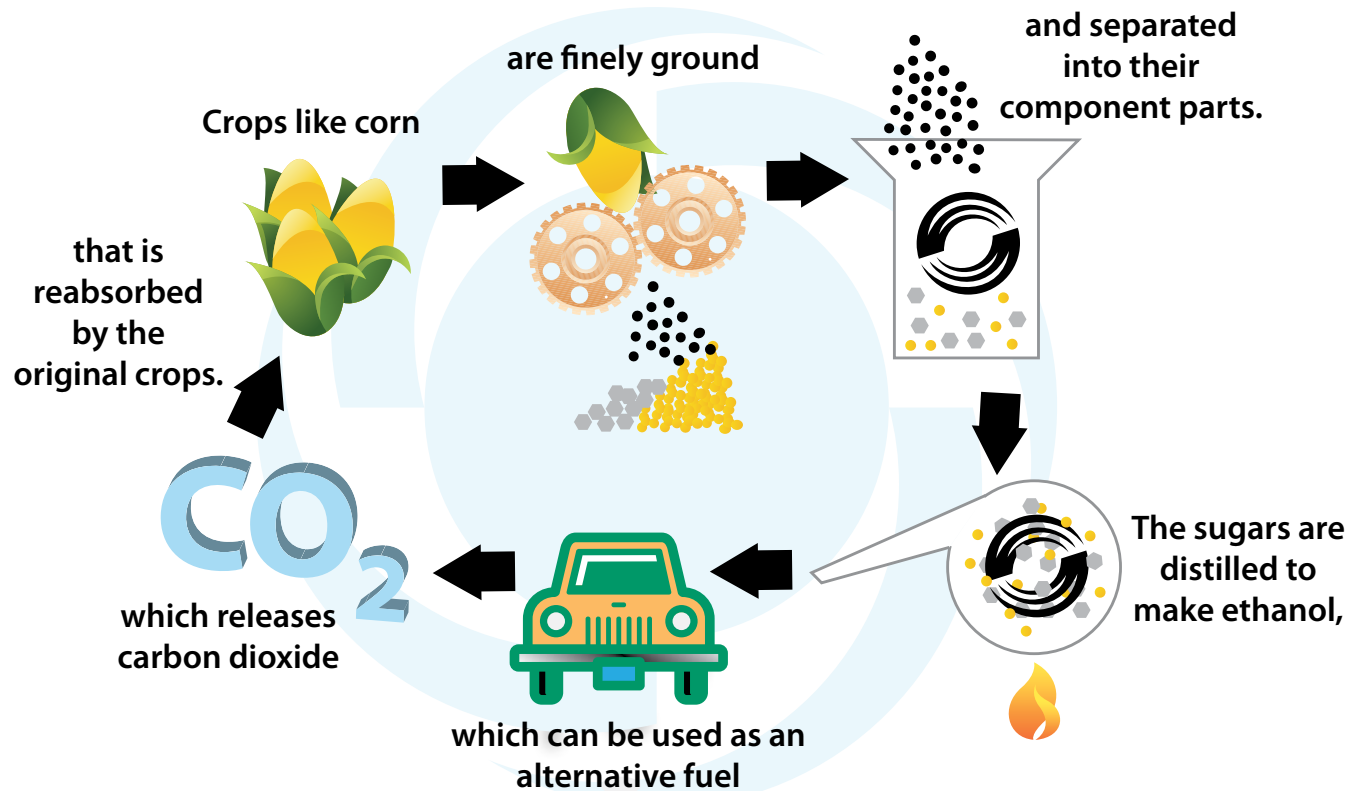 Crops like corn
are finely ground
and separated
into their
component parts.
The sugars are
distilled to
make ethanol,
which can be used as an
alternative fuel
CO2
which releases
carbon dioxide
that is
reabsorbed
by the
original crops.